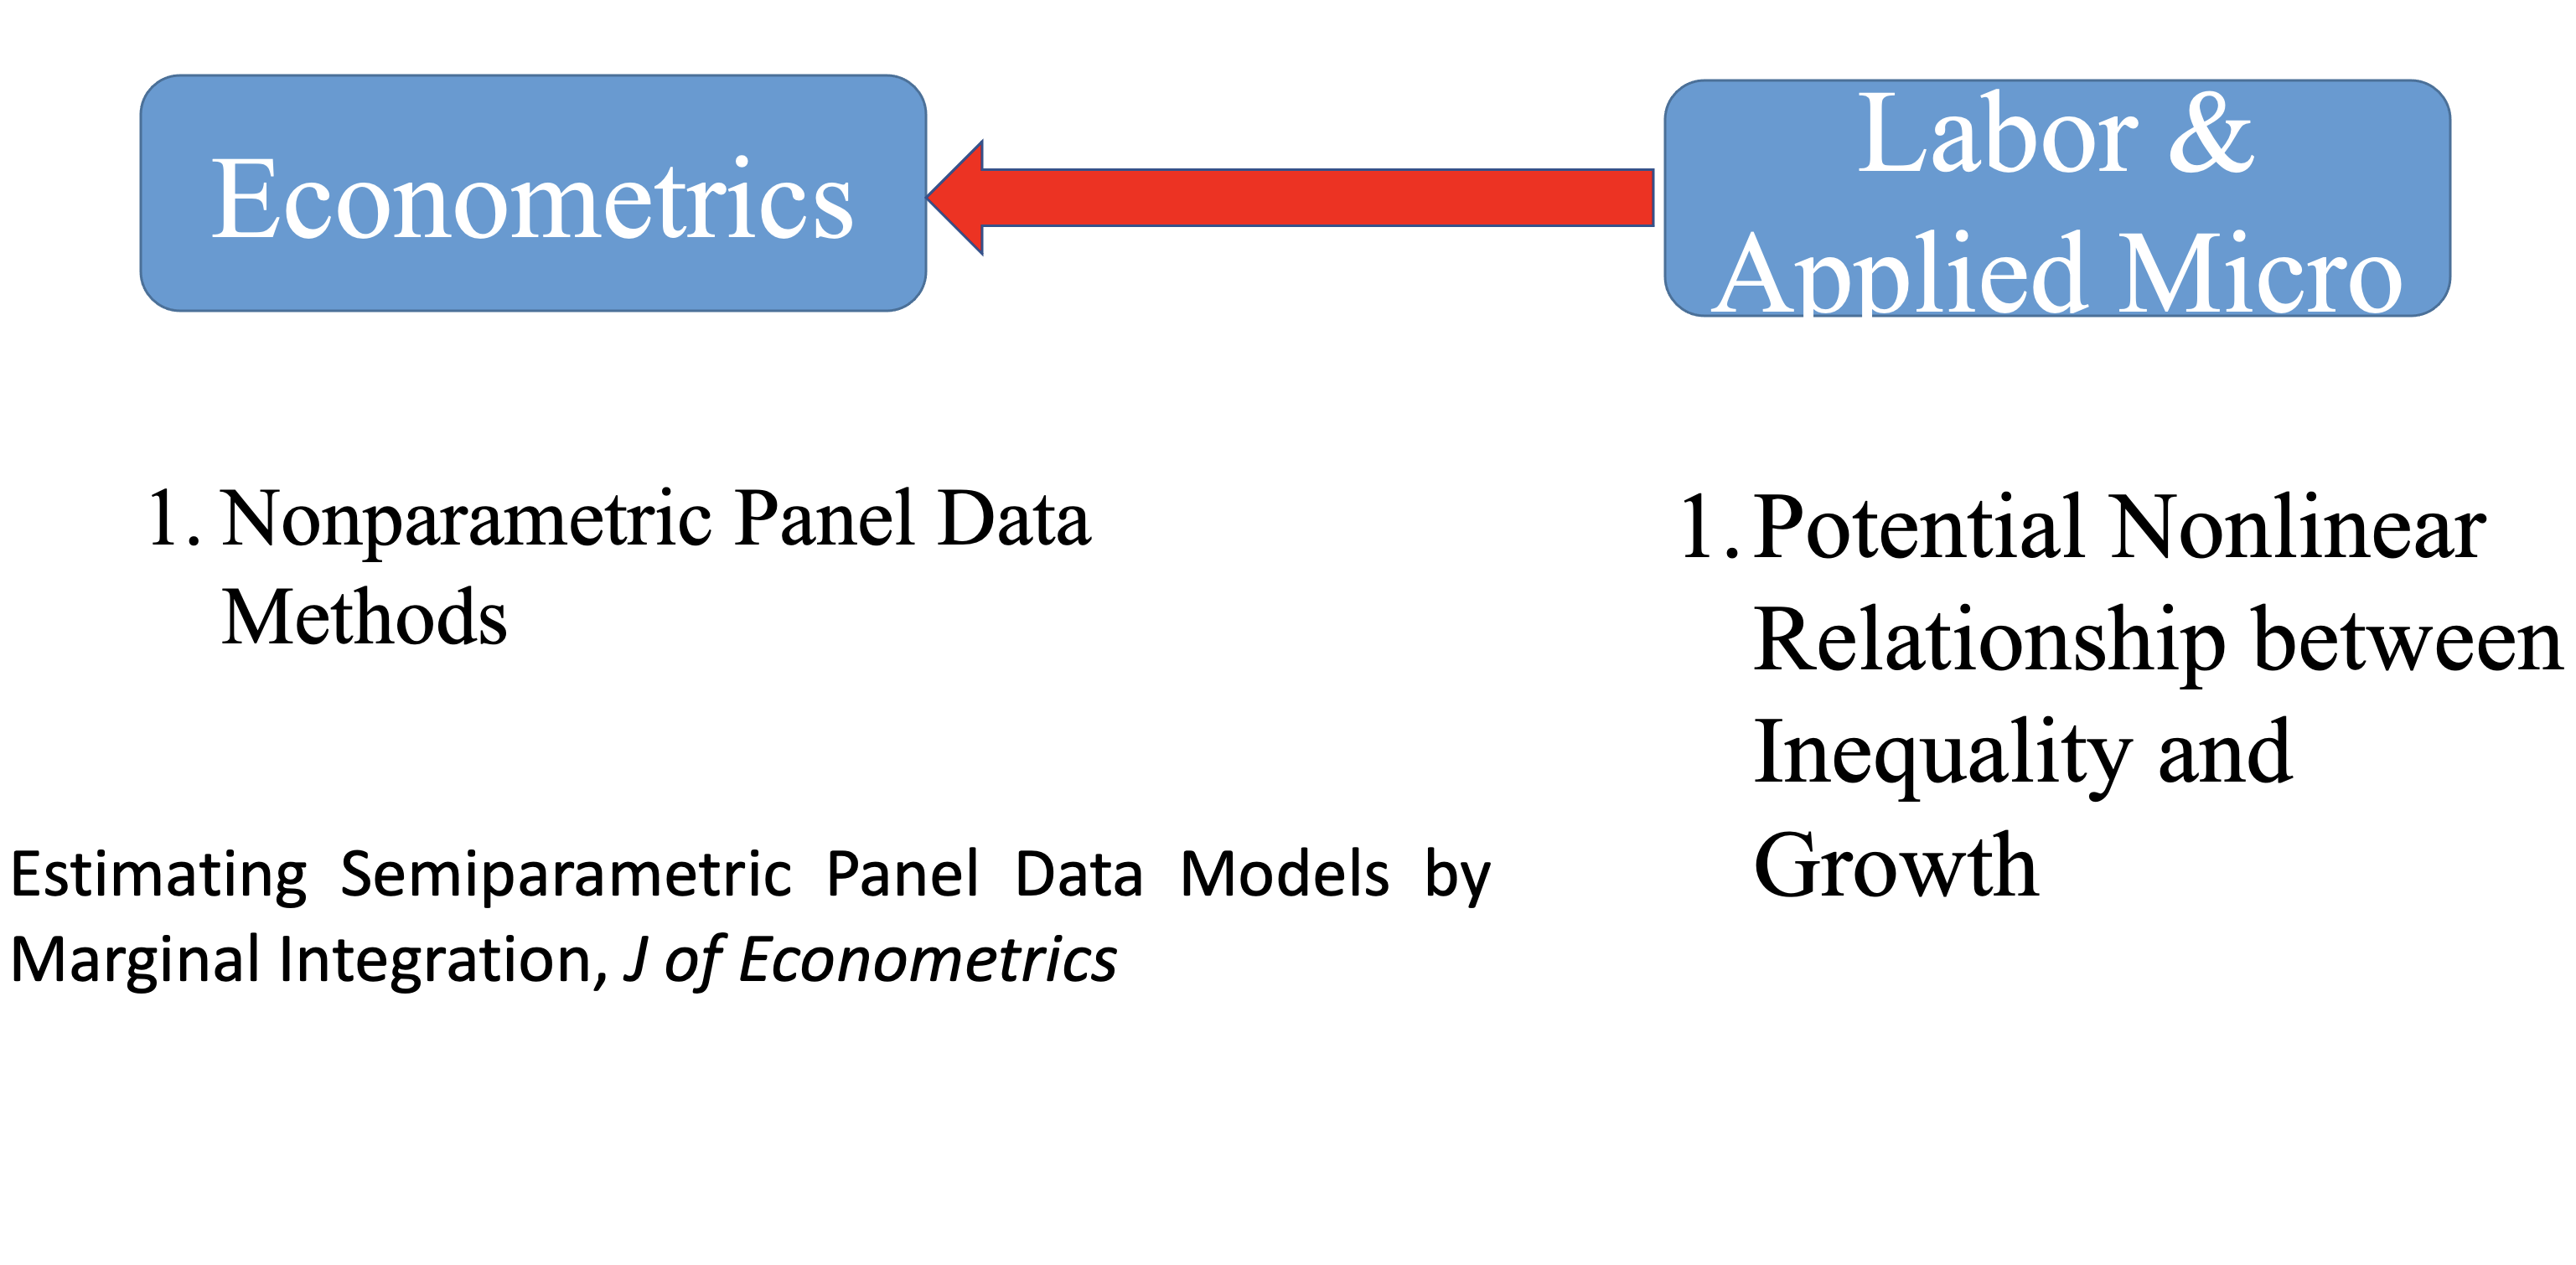 Econometrics
Labor &
Applied Micro
1. Nonparametric Panel Data
Methods
Estimating Semiparametric Panel Data Models by
Marginal Integration, J of Econometrics
1. Potential Nonlinear
Relationship between
Inequality and
Growth